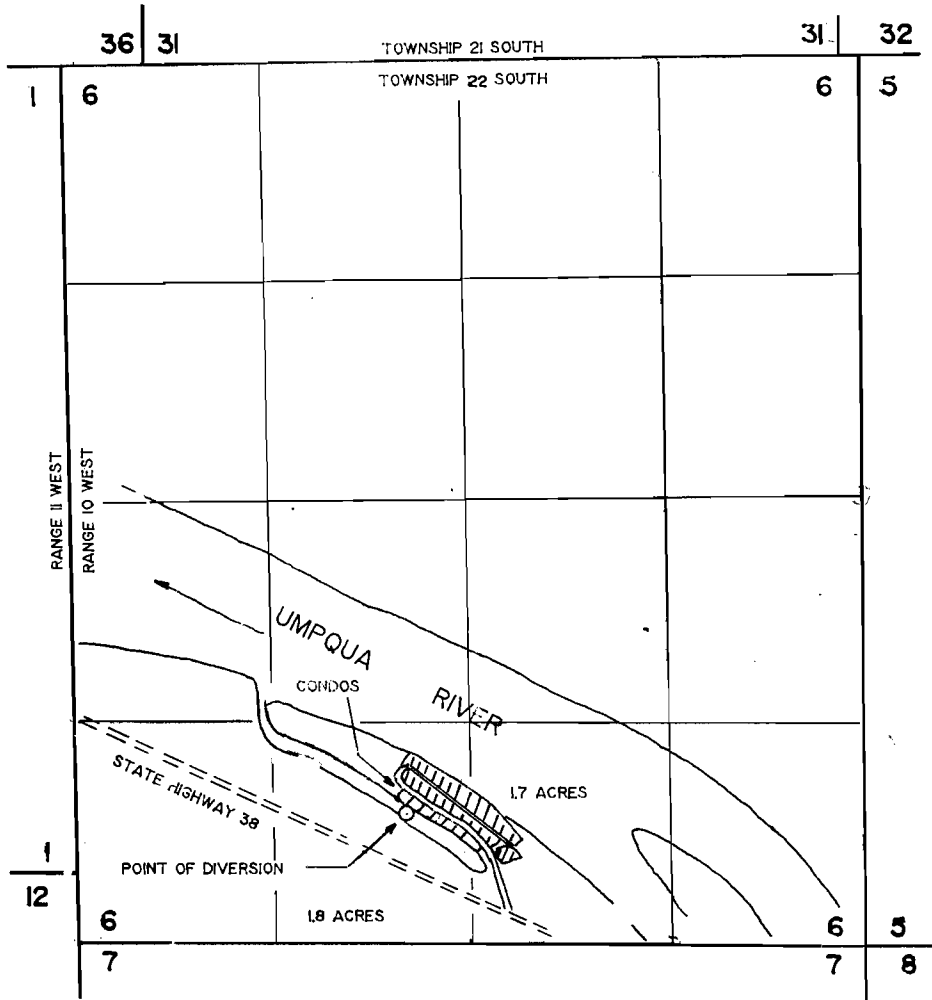 36 31
31 32
TOWNSHIP 21 SOUTH
TOWNSHIP 22 SOUTH
1 6
6 5
RANGE 11 WEST
RANGE 10 WEST
UMPQUA
RIVER
CONDOS
STATE HIGHWAY 38
1.7 ACRES
POINT OF DIVERSION
1.8 ACRES
1
12
6
6 5
7
7 8